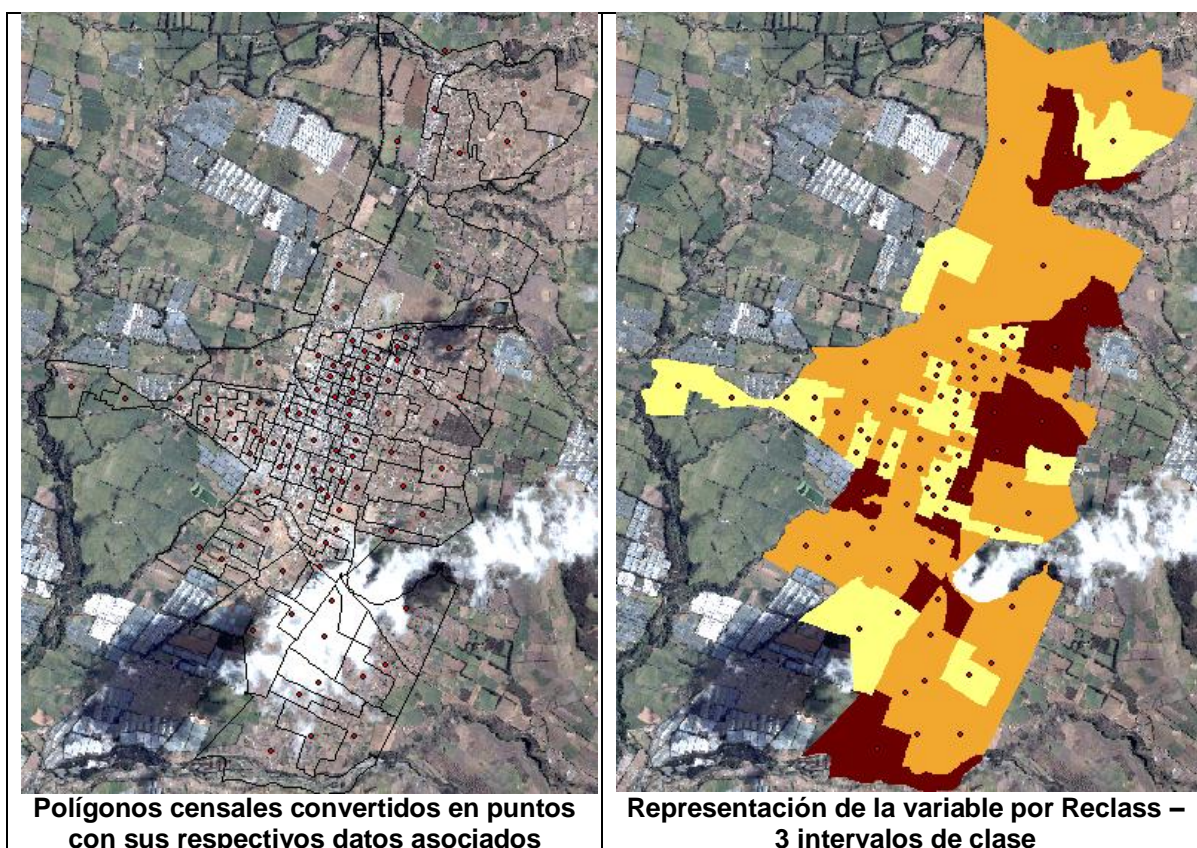 Polígonos censales convertidos en puntos
con sus respectivos datos asociados
Representación de la variable por Reclass –
3 intervalos de clase